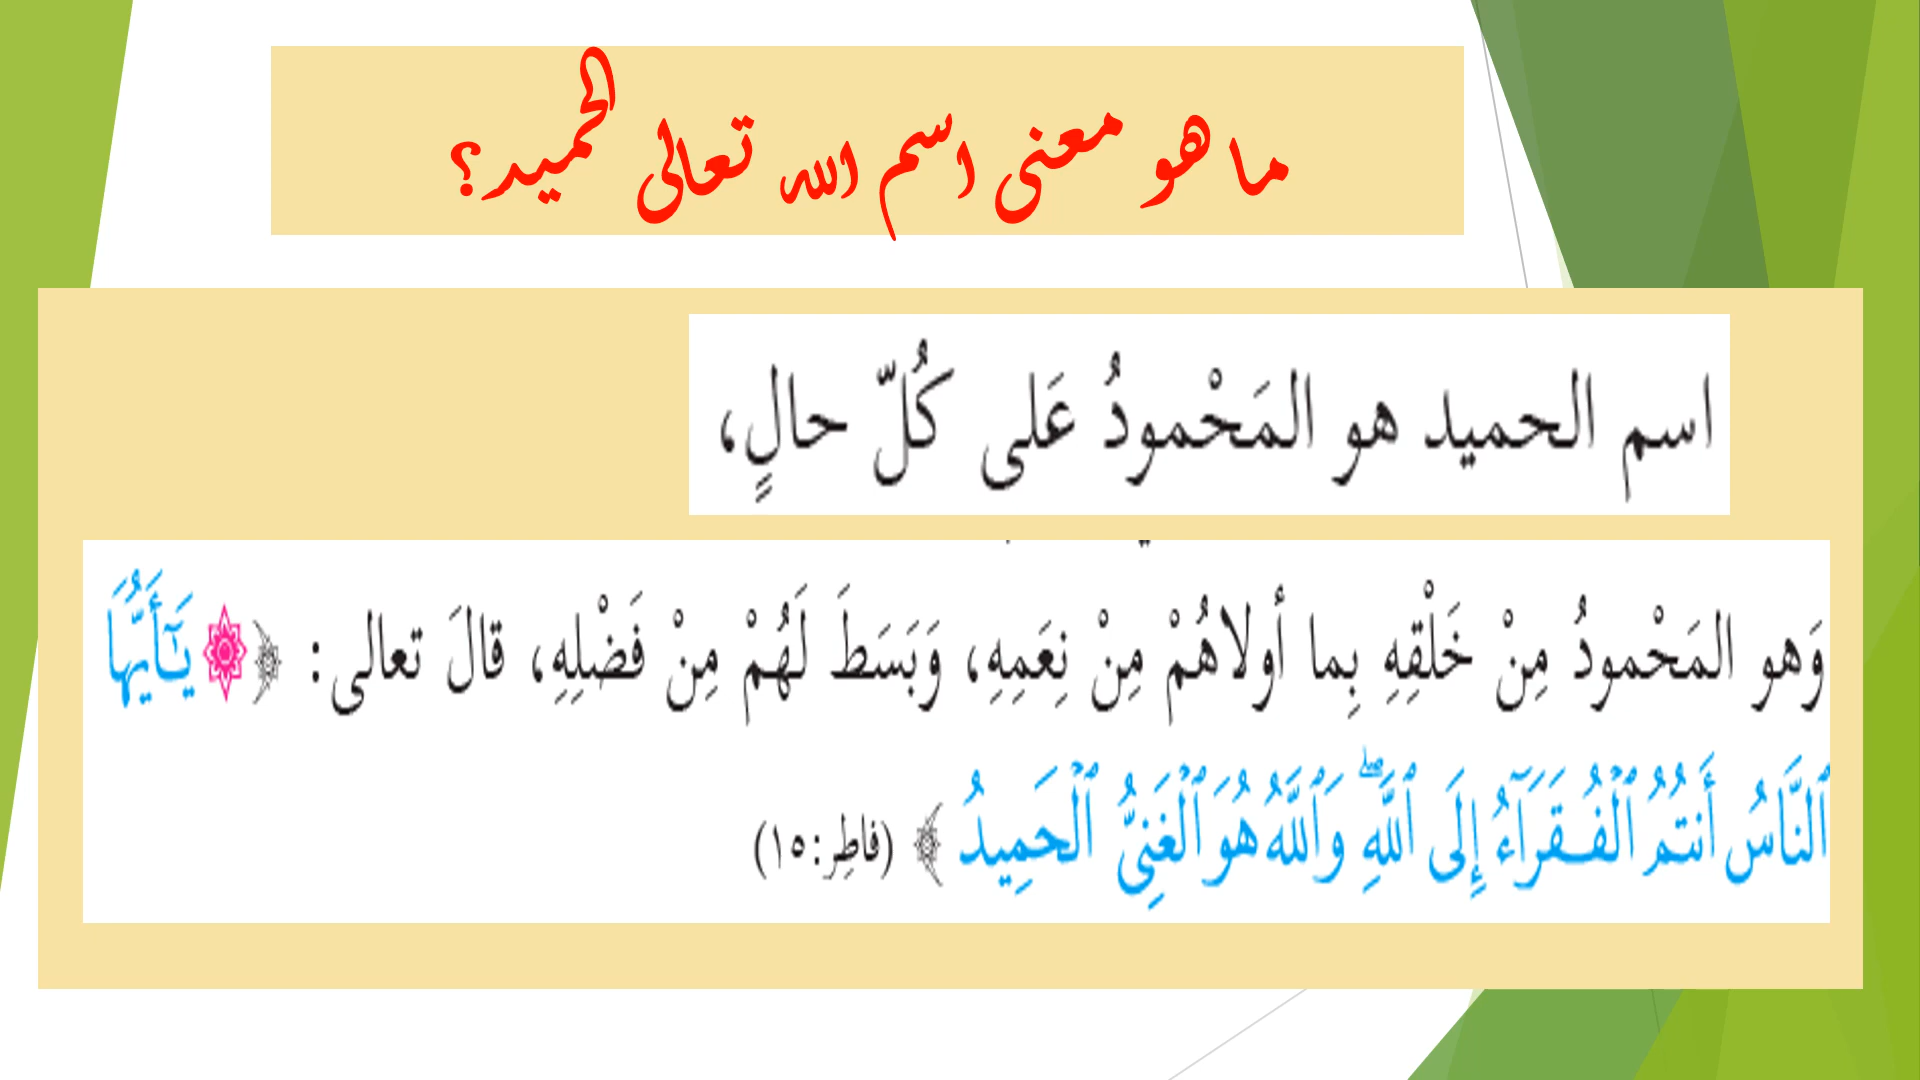 ما هو معنى اسم الله تعالى الحميد؟
اسم الحميد هو المَحْمودُ عَلى كُلّ حالٍ،
وَهو المَحْمودُ مِنْ خَلْقِهِ بِما أولاهُمْ مِنْ نِعَمِهِ، وَبَسَطَ لَهُمْ مِنْ فَضْلِهِ، قالَ تعالى: ﴿ ۞ يَٰٓأَيُّهَا
ٱلنَّاسُ أَنتُمُ ٱلْفُقَرَآءُ إِلَى ٱللَّهِ ۖ وَٱللَّهُ هُوَ ٱلْغَنِىُّ ٱلْحَمِيدُ ﴾ (فاطِر: ١٥)